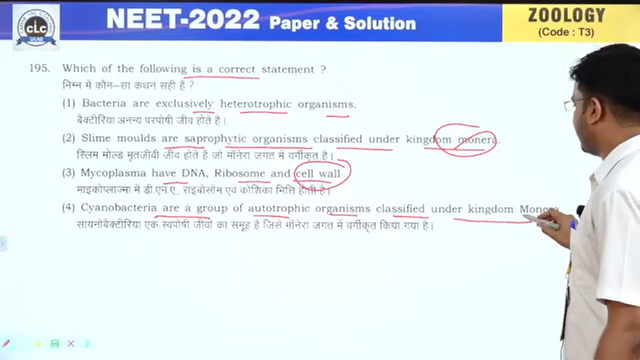 CLC
SIKAR
NEET-2022 Paper & Solution
ZOOLOGY
(Code : T3)
195. Which of the following is a correct statement ?
निम्न में कौन-सा कथन सही है ?
(1) Bacteria are exclusively heterotrophic organisms.
बैक्टीरिया अनन्य परपोषी जीव होते है।
(2) Slime moulds are saprophytic organisms classified under kingdom monera.
स्लिम मोल्ड मृतजीवी जीव होते है जो मॉनेरा जगत में वर्गीकृत है।
(3) Mycoplasma have DNA, Ribosome and cell wall
माइकोप्लाज्मा में डी.एन.ए. राइबोसोम एवं कोशिका भित्ति होती है।
(4) Cyanobacteria are a group of autotrophic organisms classified under kingdom Monera
सायनोबैक्टीरिया एक स्वपोषी जीवों का समूह है जिसे मॉनेरा जगत में वर्गीकृत किया गया है।